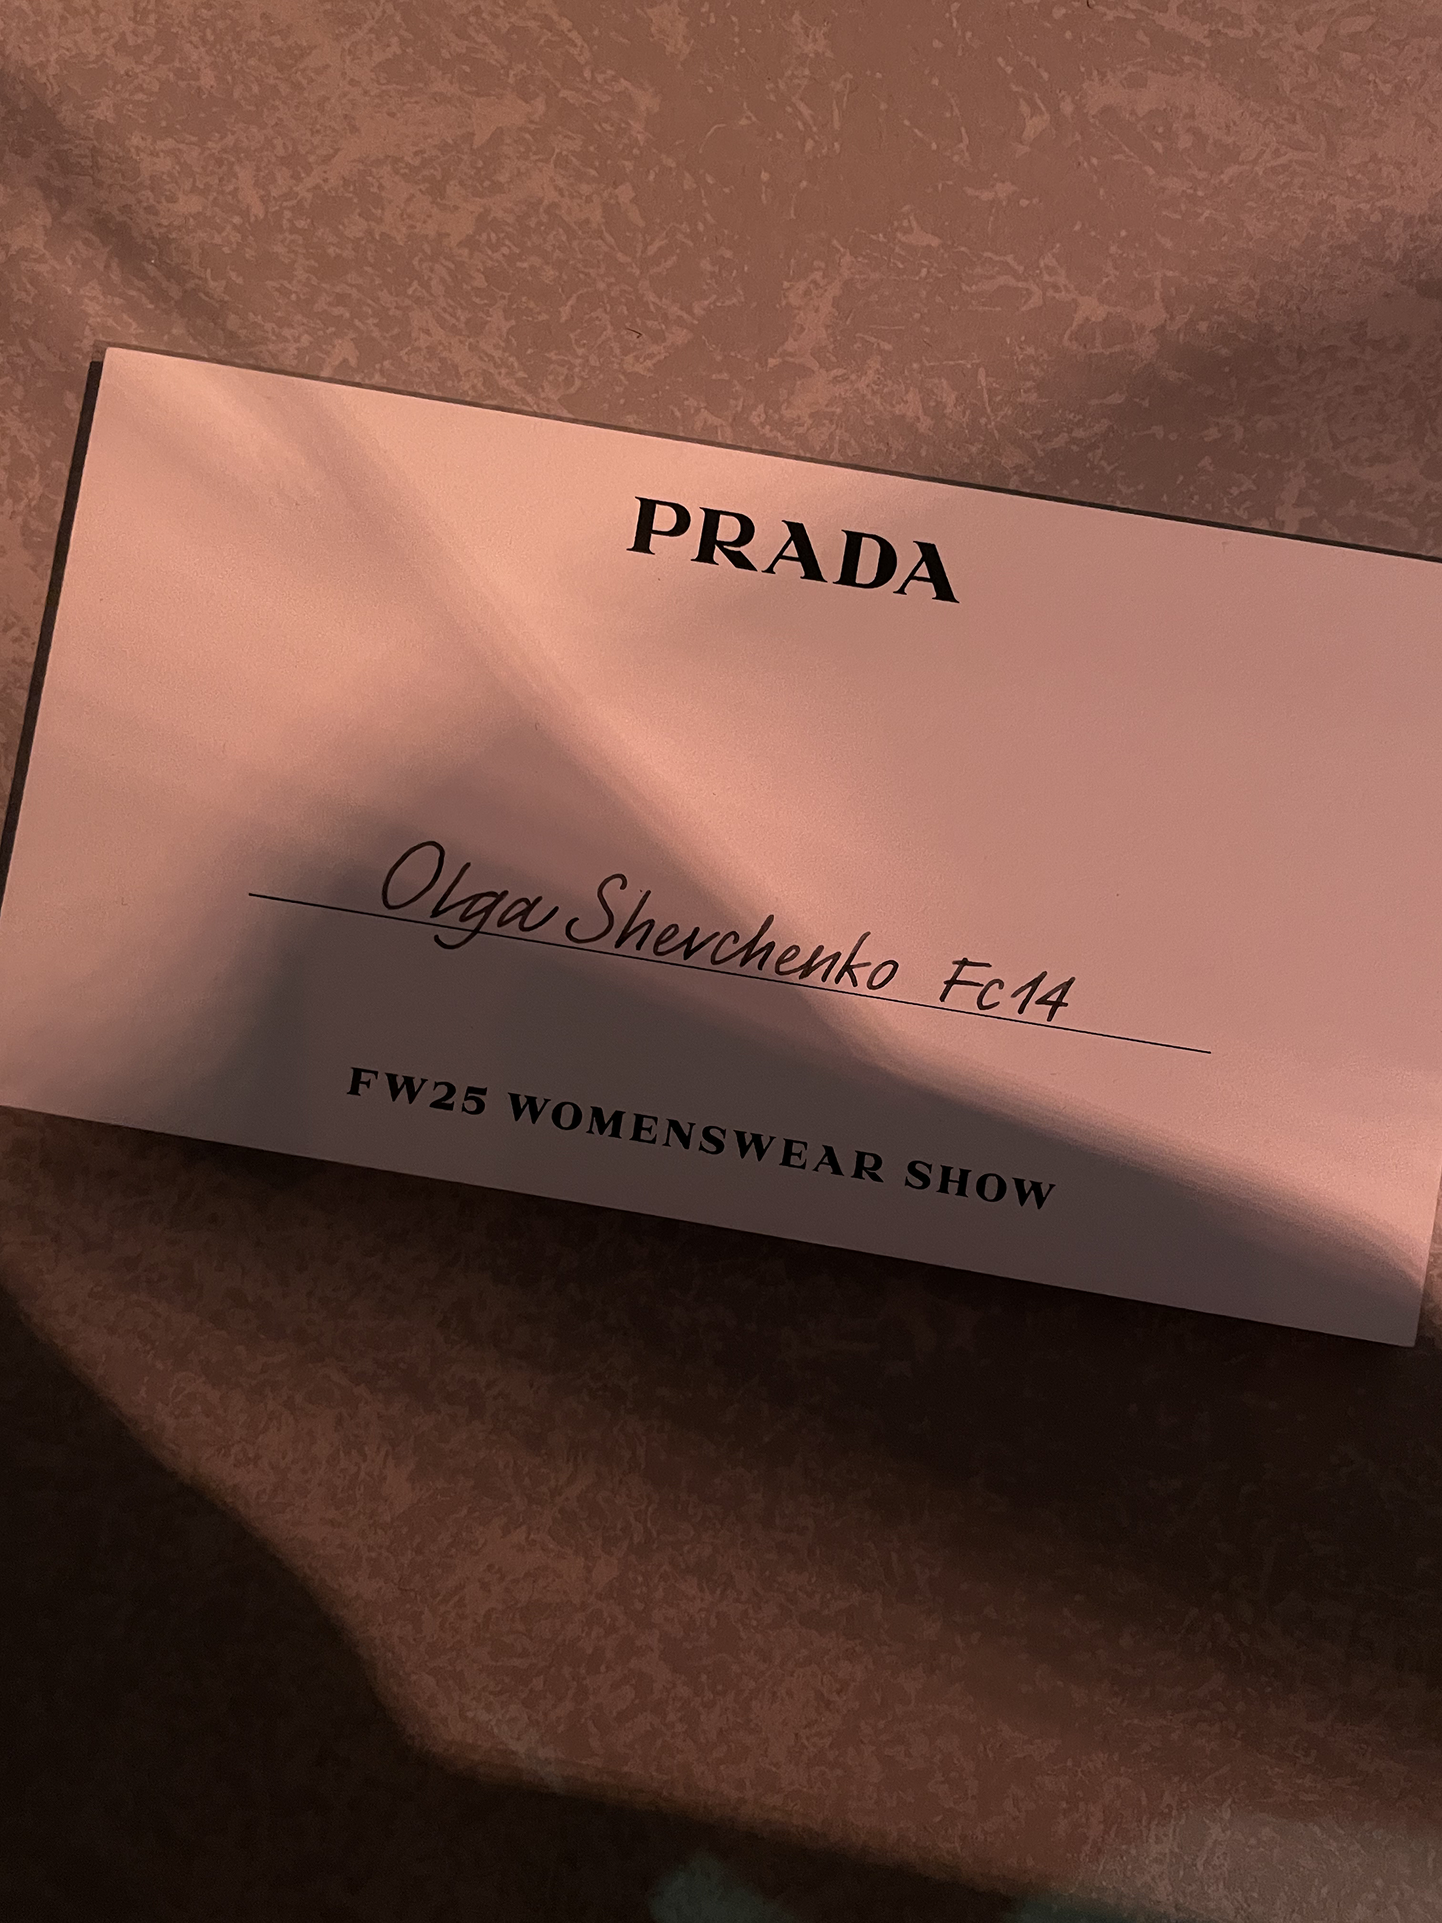 PRADA
Olga Shevchenko Fc14
FW25 WOMENSWEAR SHOW